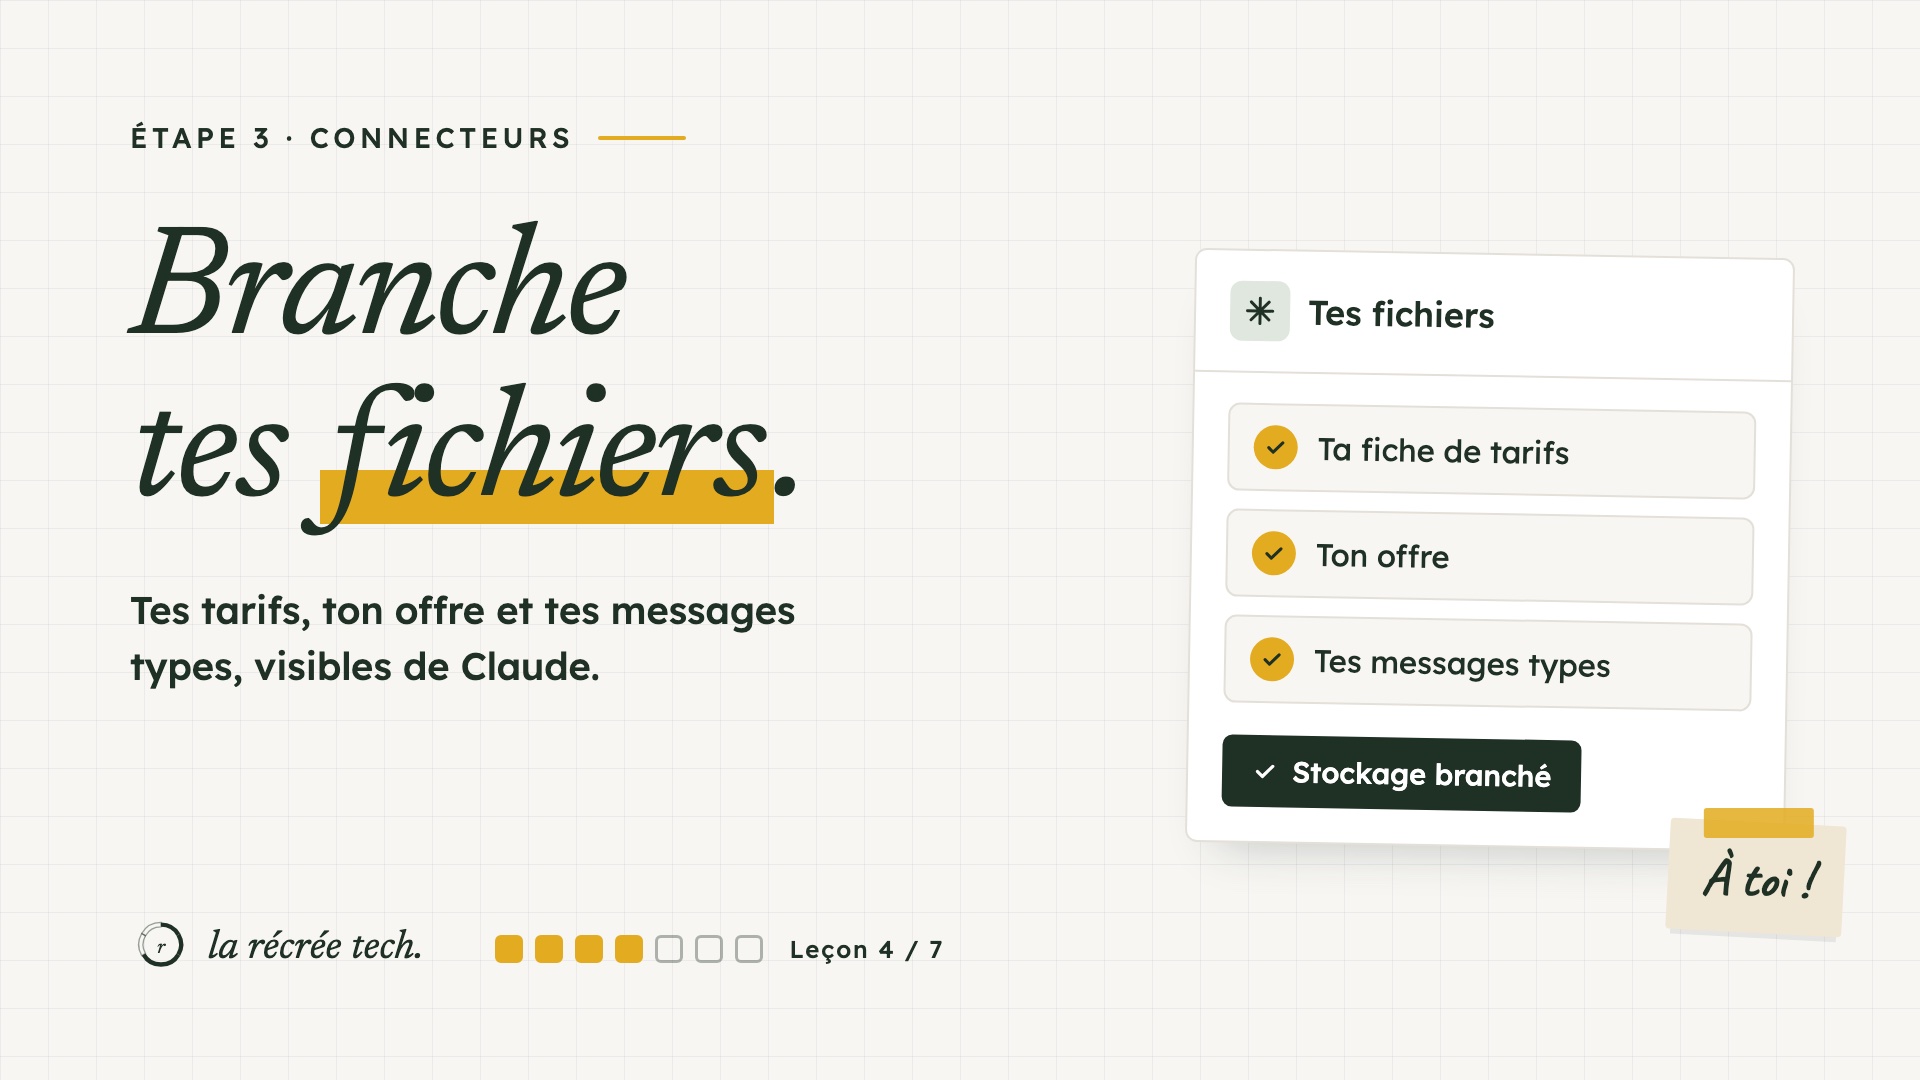 ÉTAPE 3 · CONNECTEURS
Branche
tes fichiers.
Tes tarifs, ton offre et tes messages
types, visibles de Claude.
Tes fichiers
Ta fiche de tarifs
Ton offre
Tes messages types
Stockage branché
À toi !
r
la récrée tech.
Leçon 4 / 7